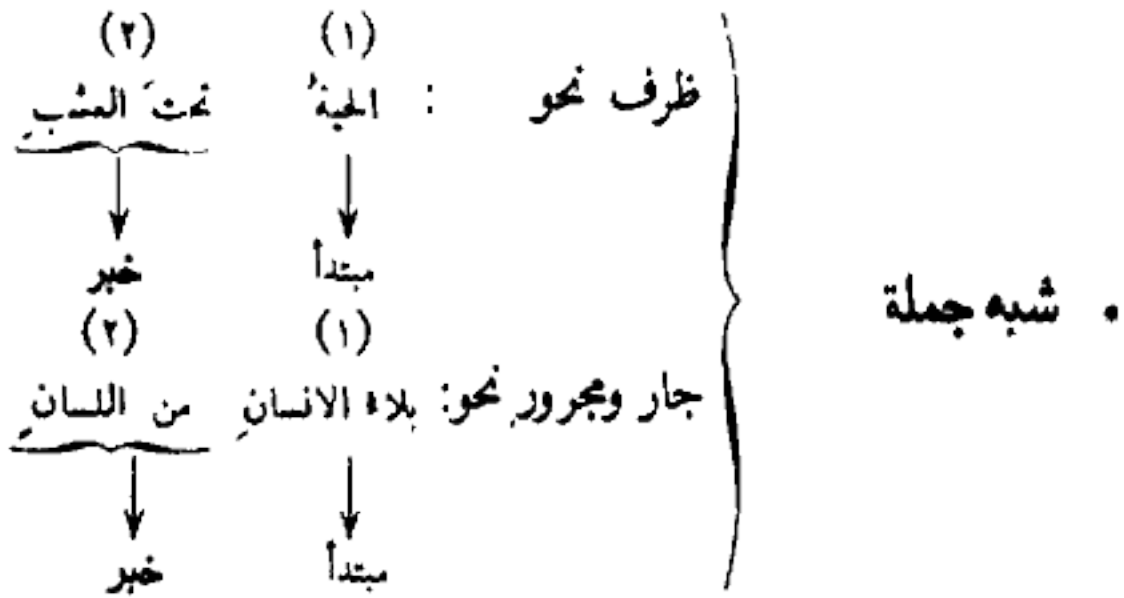 (١) (٢)
ظرف نحو : الحيةُ تحتَ العشبِ
مبتدأ خبر
• شبه جملة
(١) (٢)
جار ومجرور نحو: بلاء الانسانِ من اللسانِ
مبتدأ خبر